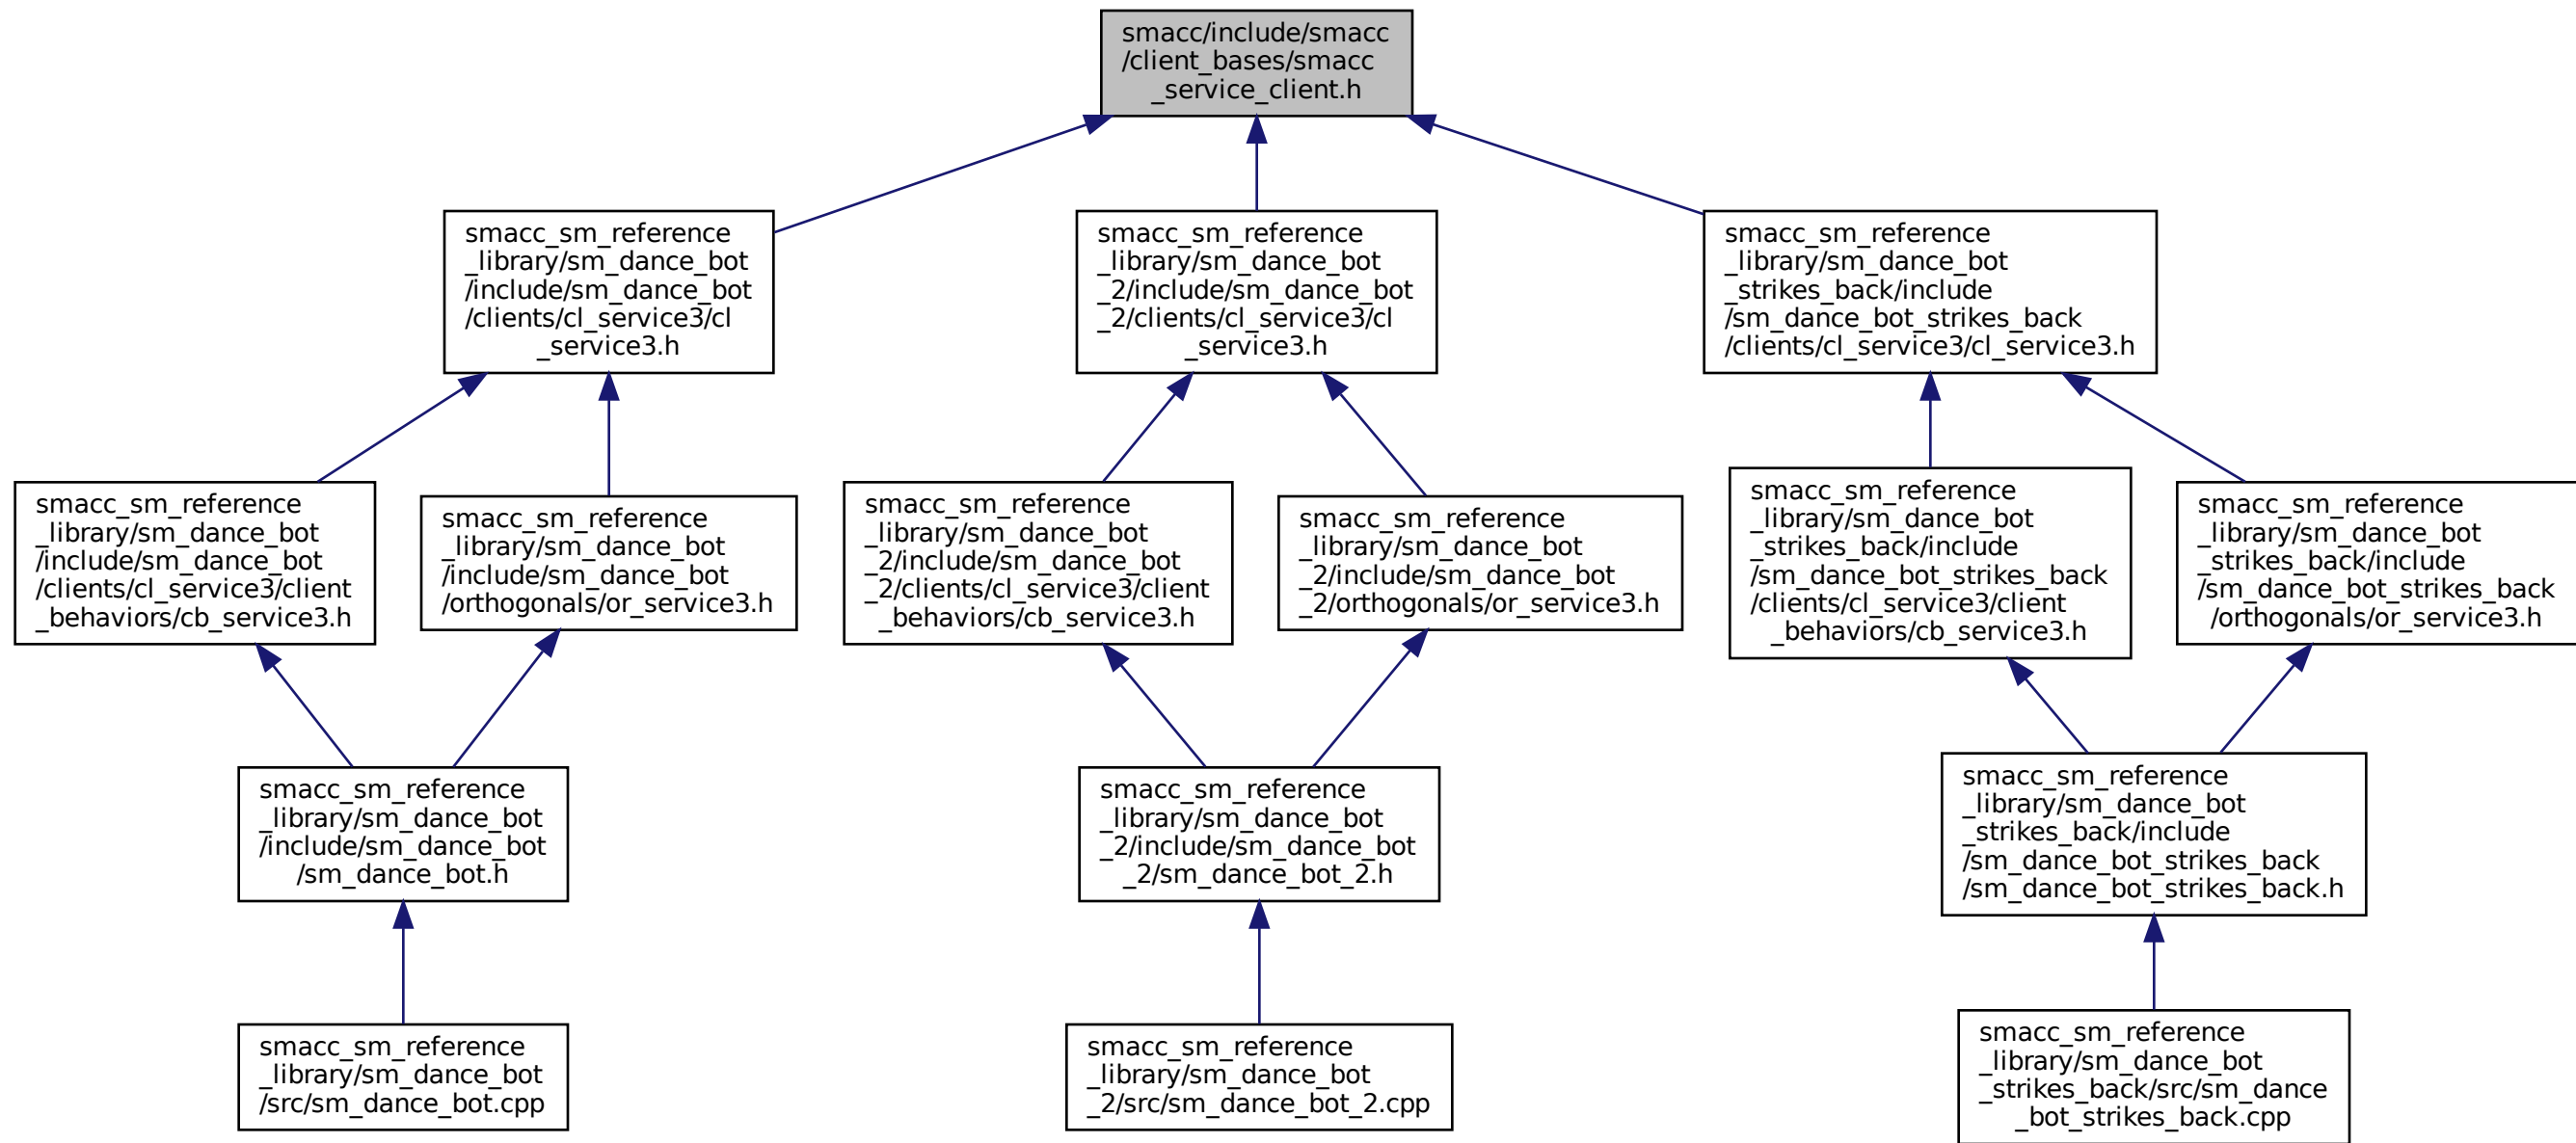 smacc/include/smacc
/client_bases/smacc
_service_client.h
smacc_sm_reference
_library/sm_dance_bot
/include/sm_dance_bot
/clients/cl_service3/cl
_service3.h
smacc_sm_reference
_library/sm_dance_bot
_2/include/sm_dance_bot
_2/clients/cl_service3/cl
_service3.h
smacc_sm_reference
_library/sm_dance_bot
_strikes_back/include
/sm_dance_bot_strikes_back
/clients/cl_service3/cl_service3.h
smacc_sm_reference
_library/sm_dance_bot
/include/sm_dance_bot
/clients/cl_service3/client
_behaviors/cb_service3.h
smacc_sm_reference
_library/sm_dance_bot
/include/sm_dance_bot
/orthogonals/or_service3.h
smacc_sm_reference
_library/sm_dance_bot
_2/include/sm_dance_bot
_2/clients/cl_service3/client
_behaviors/cb_service3.h
smacc_sm_reference
_library/sm_dance_bot
_2/include/sm_dance_bot
_2/orthogonals/or_service3.h
smacc_sm_reference
_library/sm_dance_bot
_strikes_back/include
/sm_dance_bot_strikes_back
/clients/cl_service3/client
_behaviors/cb_service3.h
smacc_sm_reference
_library/sm_dance_bot
_strikes_back/include
/sm_dance_bot_strikes_back
/orthogonals/or_service3.h
smacc_sm_reference
_library/sm_dance_bot
/include/sm_dance_bot
/sm_dance_bot.h
smacc_sm_reference
_library/sm_dance_bot
_2/include/sm_dance_bot
_2/sm_dance_bot_2.h
smacc_sm_reference
_library/sm_dance_bot
_strikes_back/include
/sm_dance_bot_strikes_back
/sm_dance_bot_strikes_back.h
smacc_sm_reference
_library/sm_dance_bot
/src/sm_dance_bot.cpp
smacc_sm_reference
_library/sm_dance_bot
_2/src/sm_dance_bot_2.cpp
smacc_sm_reference
_library/sm_dance_bot
_strikes_back/src/sm_dance
_bot_strikes_back.cpp